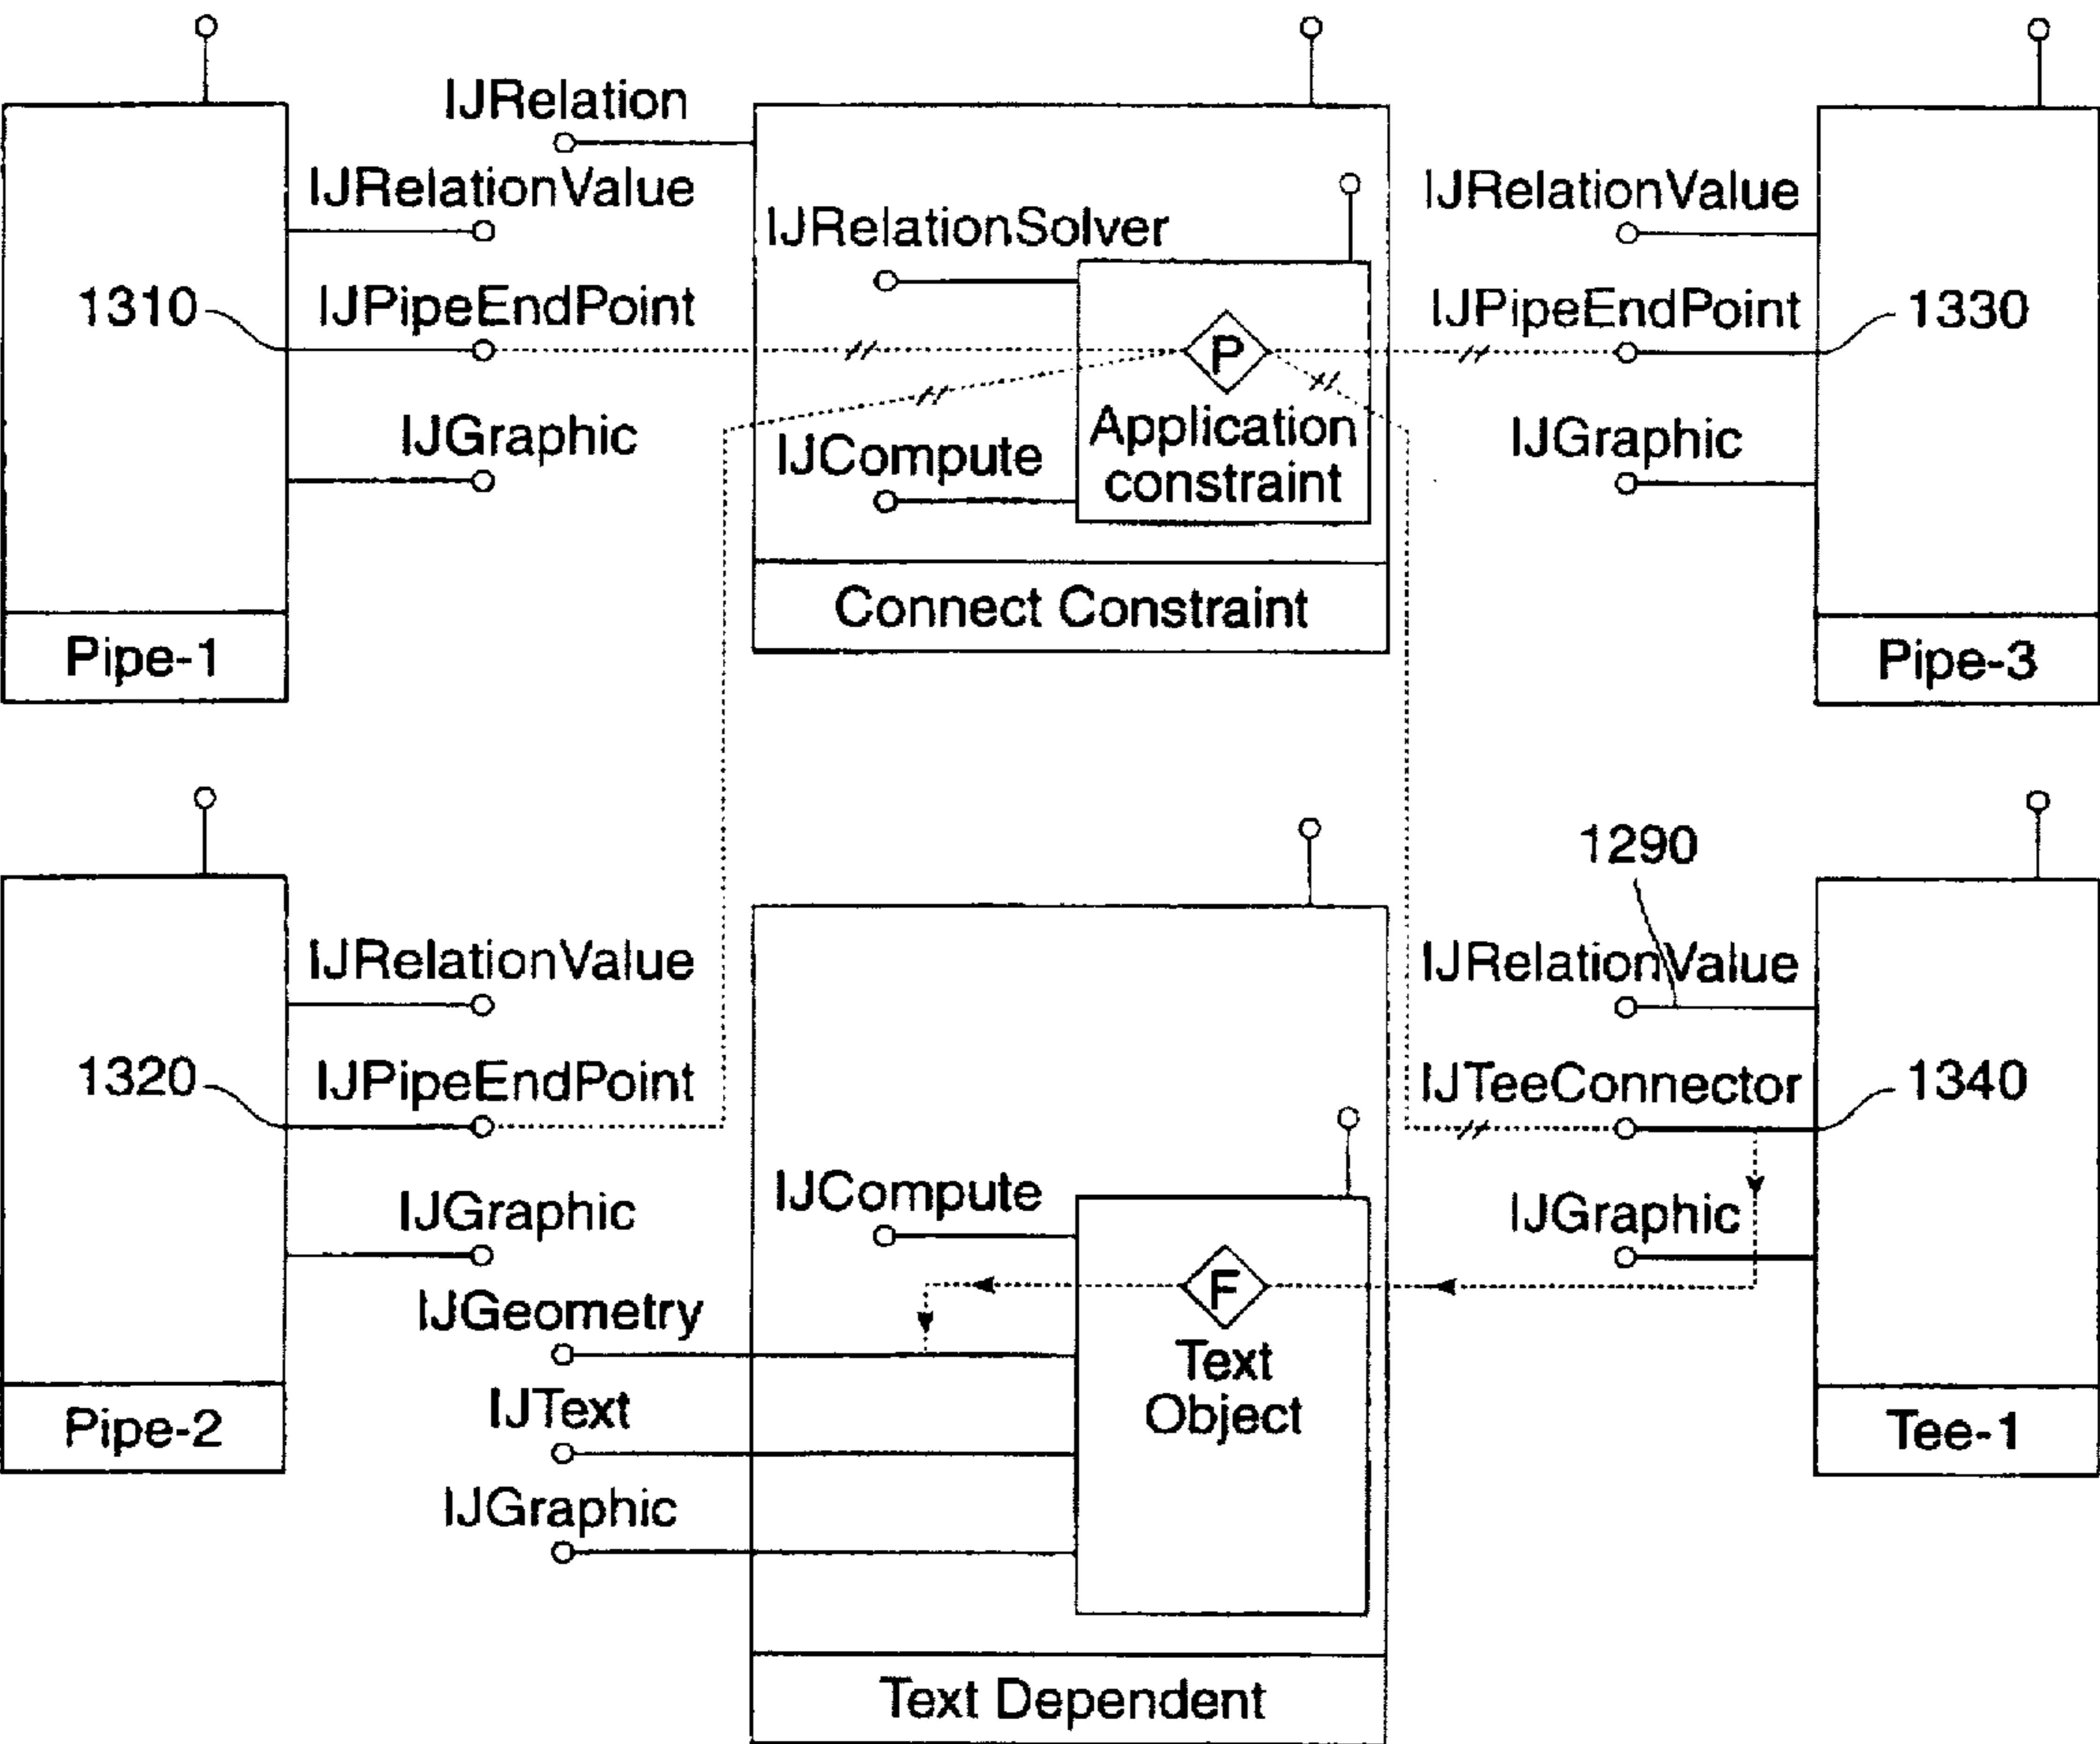 IJRelation
IJRelationValue
1310
IJPipeEndPoint
IJGraphic
Pipe-1
IJRelationSolver
P
Application
constraint
IJCompute
Connect Constraint
IJRelationValue
IJPipeEndPoint
1330
IJGraphic
Pipe-3
IJRelationValue
1320
IJPipeEndPoint
IJGraphic
Pipe-2
IJGeometry
IJText
IJGraphic
IJCompute
F
Text
Object
Text Dependent
1290
IJRelationValue
IJTeeConnector
1340
IJGraphic
Tee-1